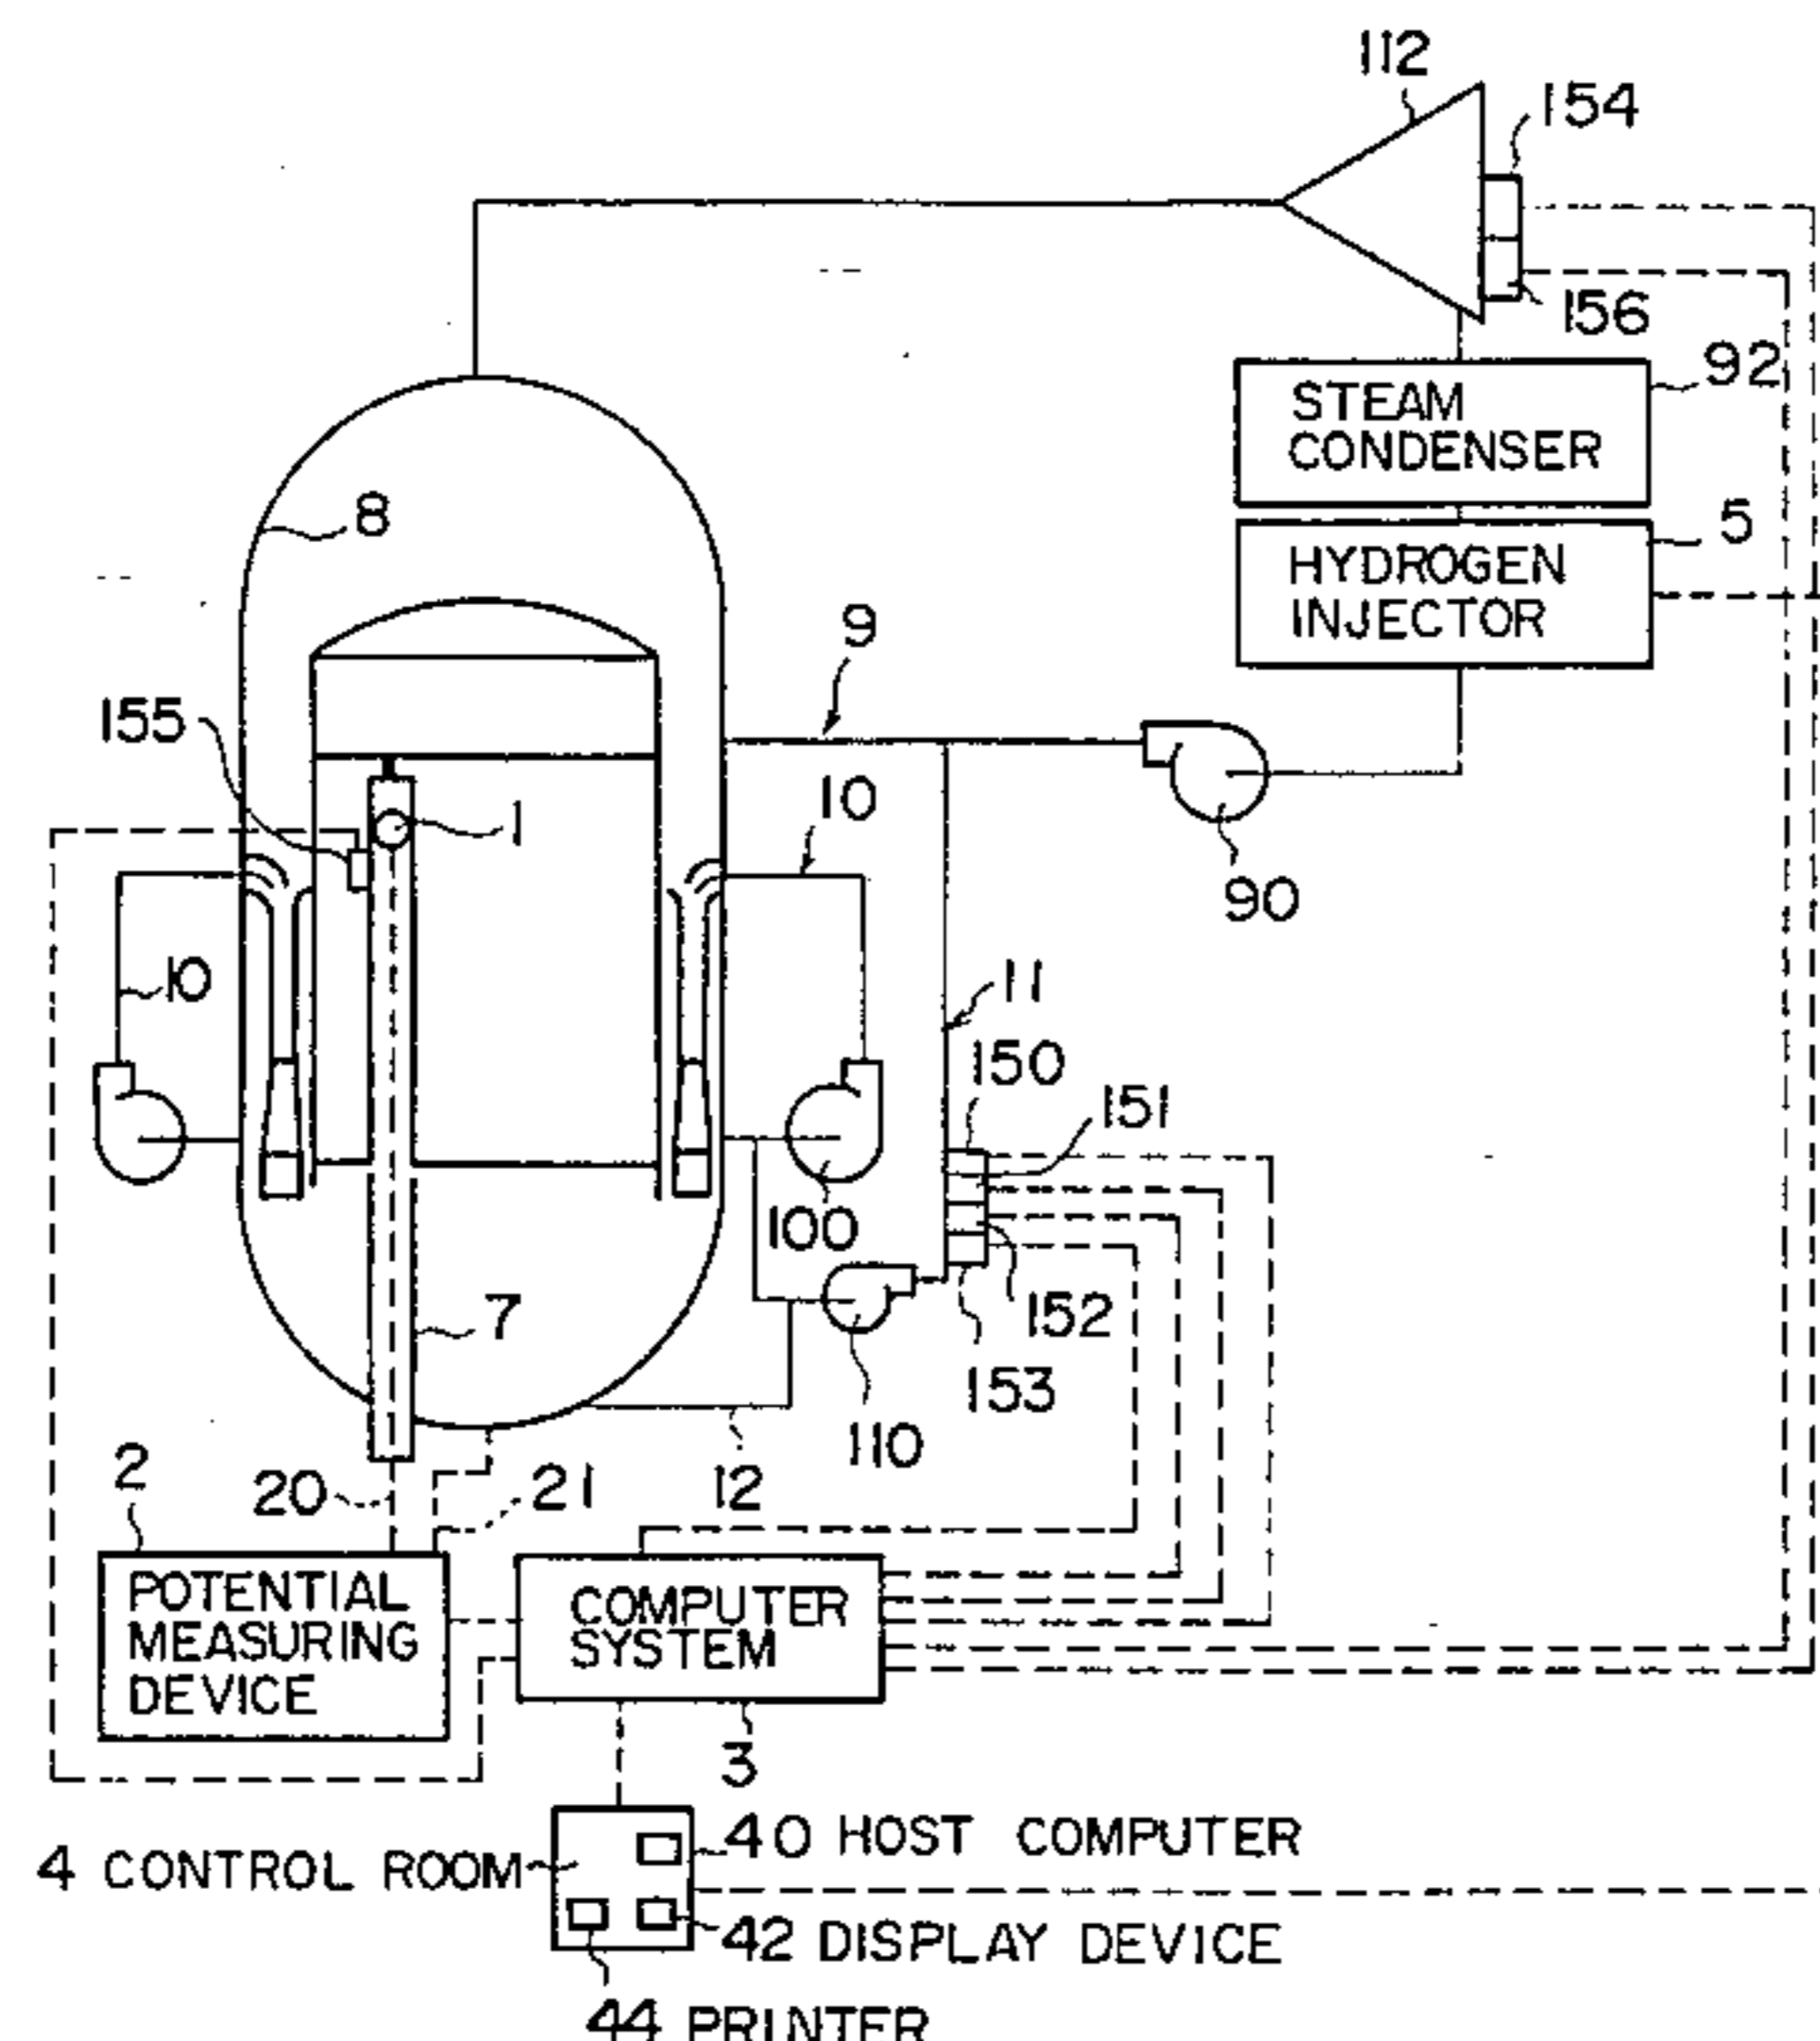 112
154
156
92
STEAM
CONDENSER
5
HYDROGEN
INJECTOR
8
9
155
1
10
90
10
11
150
151
100
152
7
153
110
2
20
21
12
POTENTIAL
MEASURING
DEVICE
COMPUTER
SYSTEM
3
40 HOST COMPUTER
4 CONTROL ROOM
42 DISPLAY DEVICE
44 PRINTER